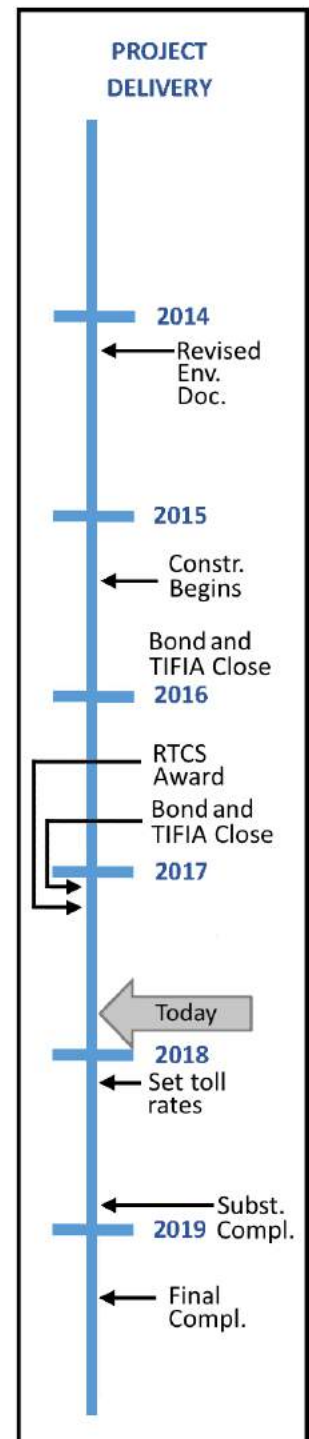 PROJECT
DELIVERY
2014
Revised
Env.
Doc.
2015
Constr.
Begins
Bond and
TIFIA Close
2016
RTCS
Award
Bond and
TIFIA Close
2017
Today
2018
Set toll
rates
Subst.
2019 Compl.
Final
Compl.